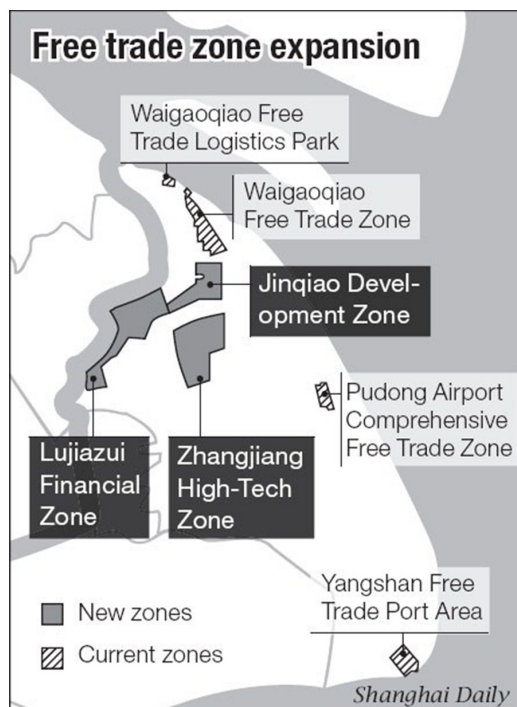 Free trade zone expansion
Waigaoqiao Free
Trade Logistics Park
Waigaoqiao
Free Trade Zone
Jinqiao Devel-
opment Zone
Pudong Airport
Comprehensive
Free Trade Zone
Lujiazui
Financial
Zone
Zhangjiang
High-Tech
Zone
Yangshan Free
Trade Port Area
New zones
Current zones
Shanghai Daily